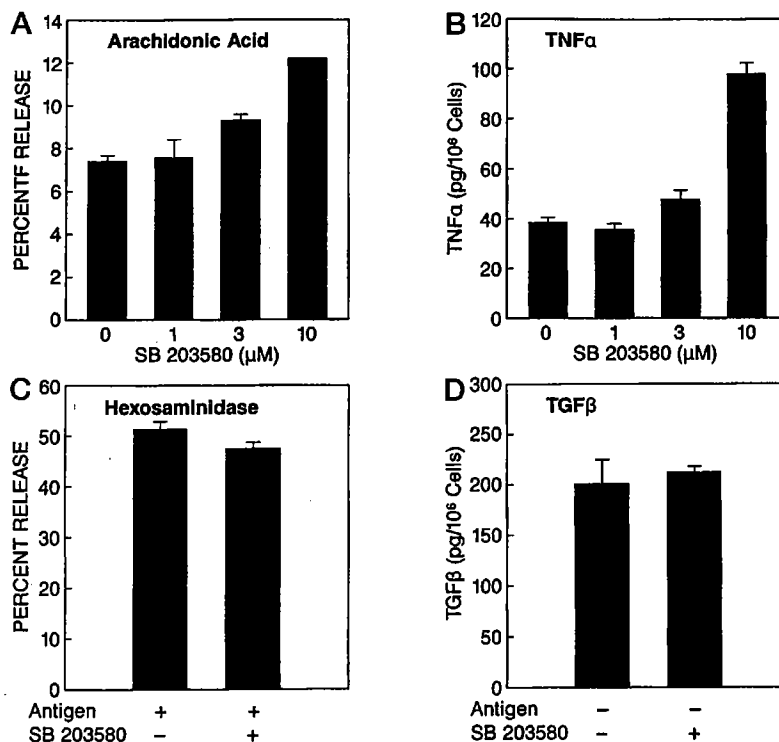 A
Arachidonic Acid
PERCENTF RELEASE
14
12
10
8
6
4
2
0
0 1 3 10
SB 203580 (μM)
B
TNFα
TNFα (pg/10⁶ Cells)
120
100
80
60
40
20
0
0 1 3 10
SB 203580 (μM)
C
Hexosaminidase
PERCENT RELEASE
60
50
40
30
20
10
0
Antigen + +
SB 203580 − +
D
TGFβ
TGFβ (pg/10⁶ Cells)
300
250
200
150
100
50
0
Antigen − −
SB 203580 − +